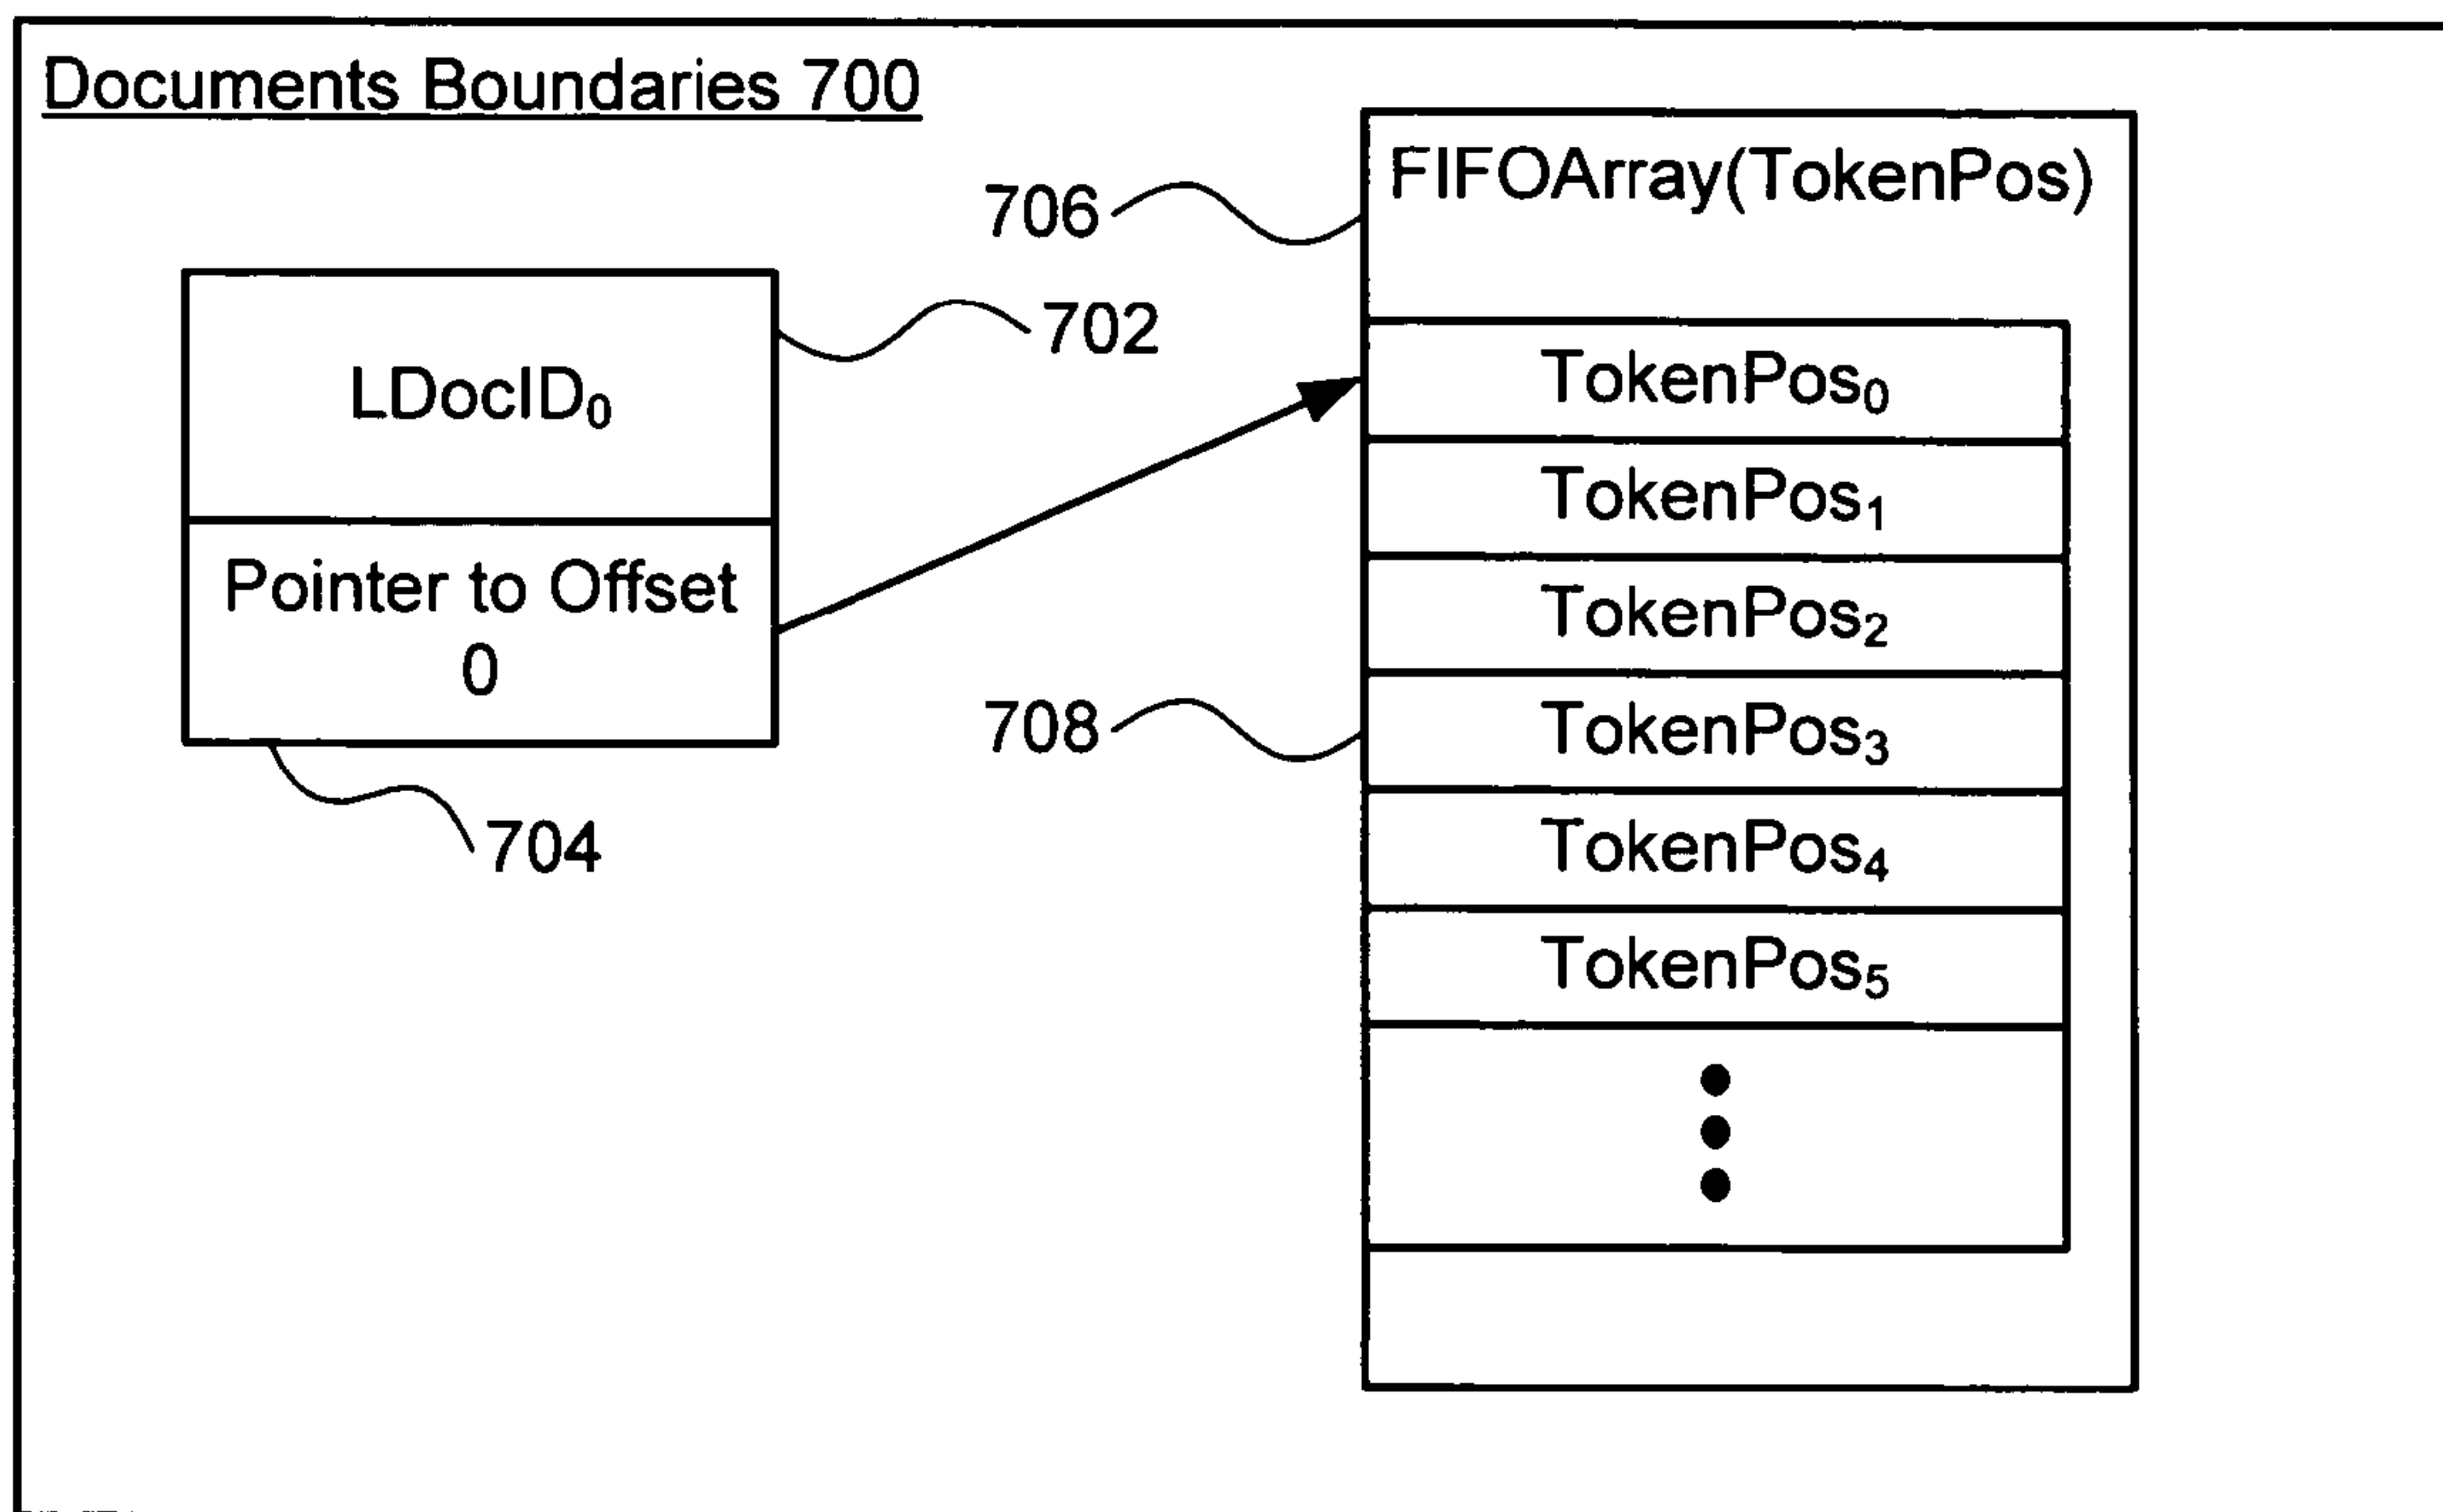 Documents Boundaries 700
FIFOArray(TokenPos)
706
702
LDocID₀
TokenPos₀
TokenPos₁
Pointer to Offset
0
TokenPos₂
708
TokenPos₃
704
TokenPos₄
TokenPos₅